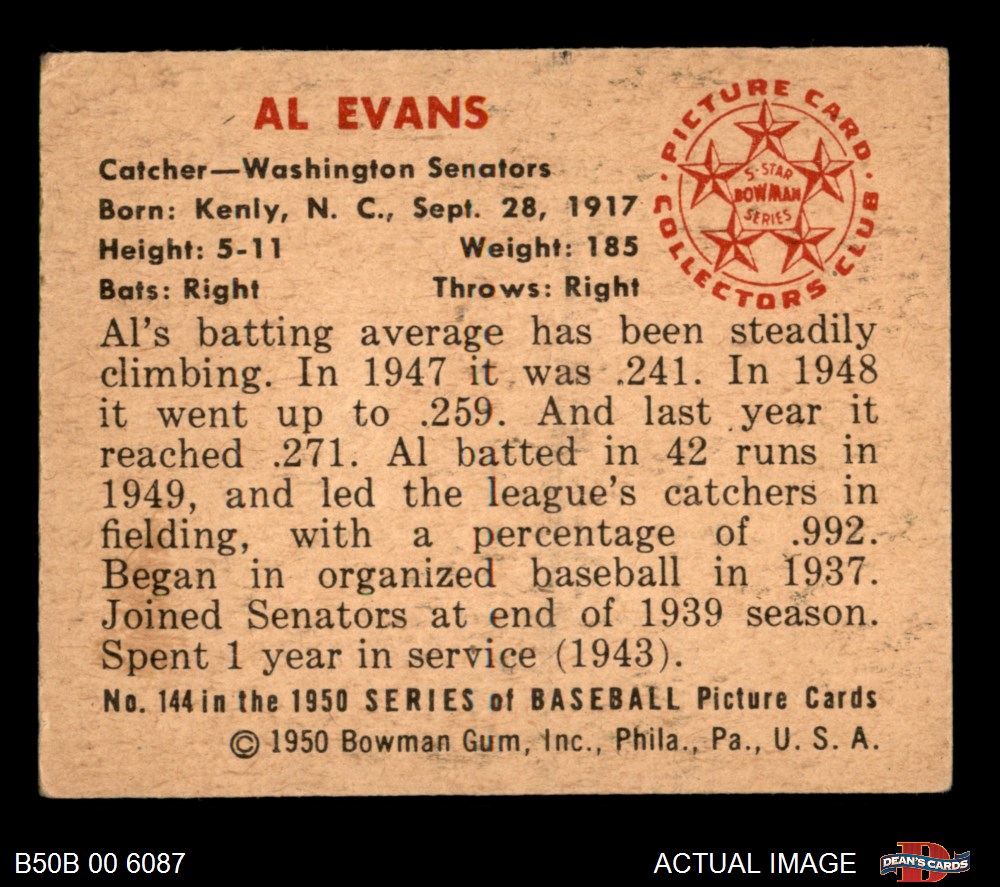 AL EVANS
PICTURE CARD
COLLECTORS CLUB
5-STAR
BOWMAN
SERIES
Catcher—Washington Senators
Born: Kenly, N. C., Sept. 28, 1917
Height: 5-11 Weight: 185
Bats: Right Throws: Right
Al's batting average has been steadily
climbing. In 1947 it was .241. In 1948
it went up to .259. And last year it
reached .271. Al batted in 42 runs in
1949, and led the league's catchers in
fielding, with a percentage of .992.
Began in organized baseball in 1937.
Joined Senators at end of 1939 season.
Spent 1 year in service (1943).
No. 144 in the 1950 SERIES of BASEBALL Picture Cards
© 1950 Bowman Gum, Inc., Phila., Pa., U. S. A.
B50B 00 6087 ACTUAL IMAGE
D
DEAN'S CARDS